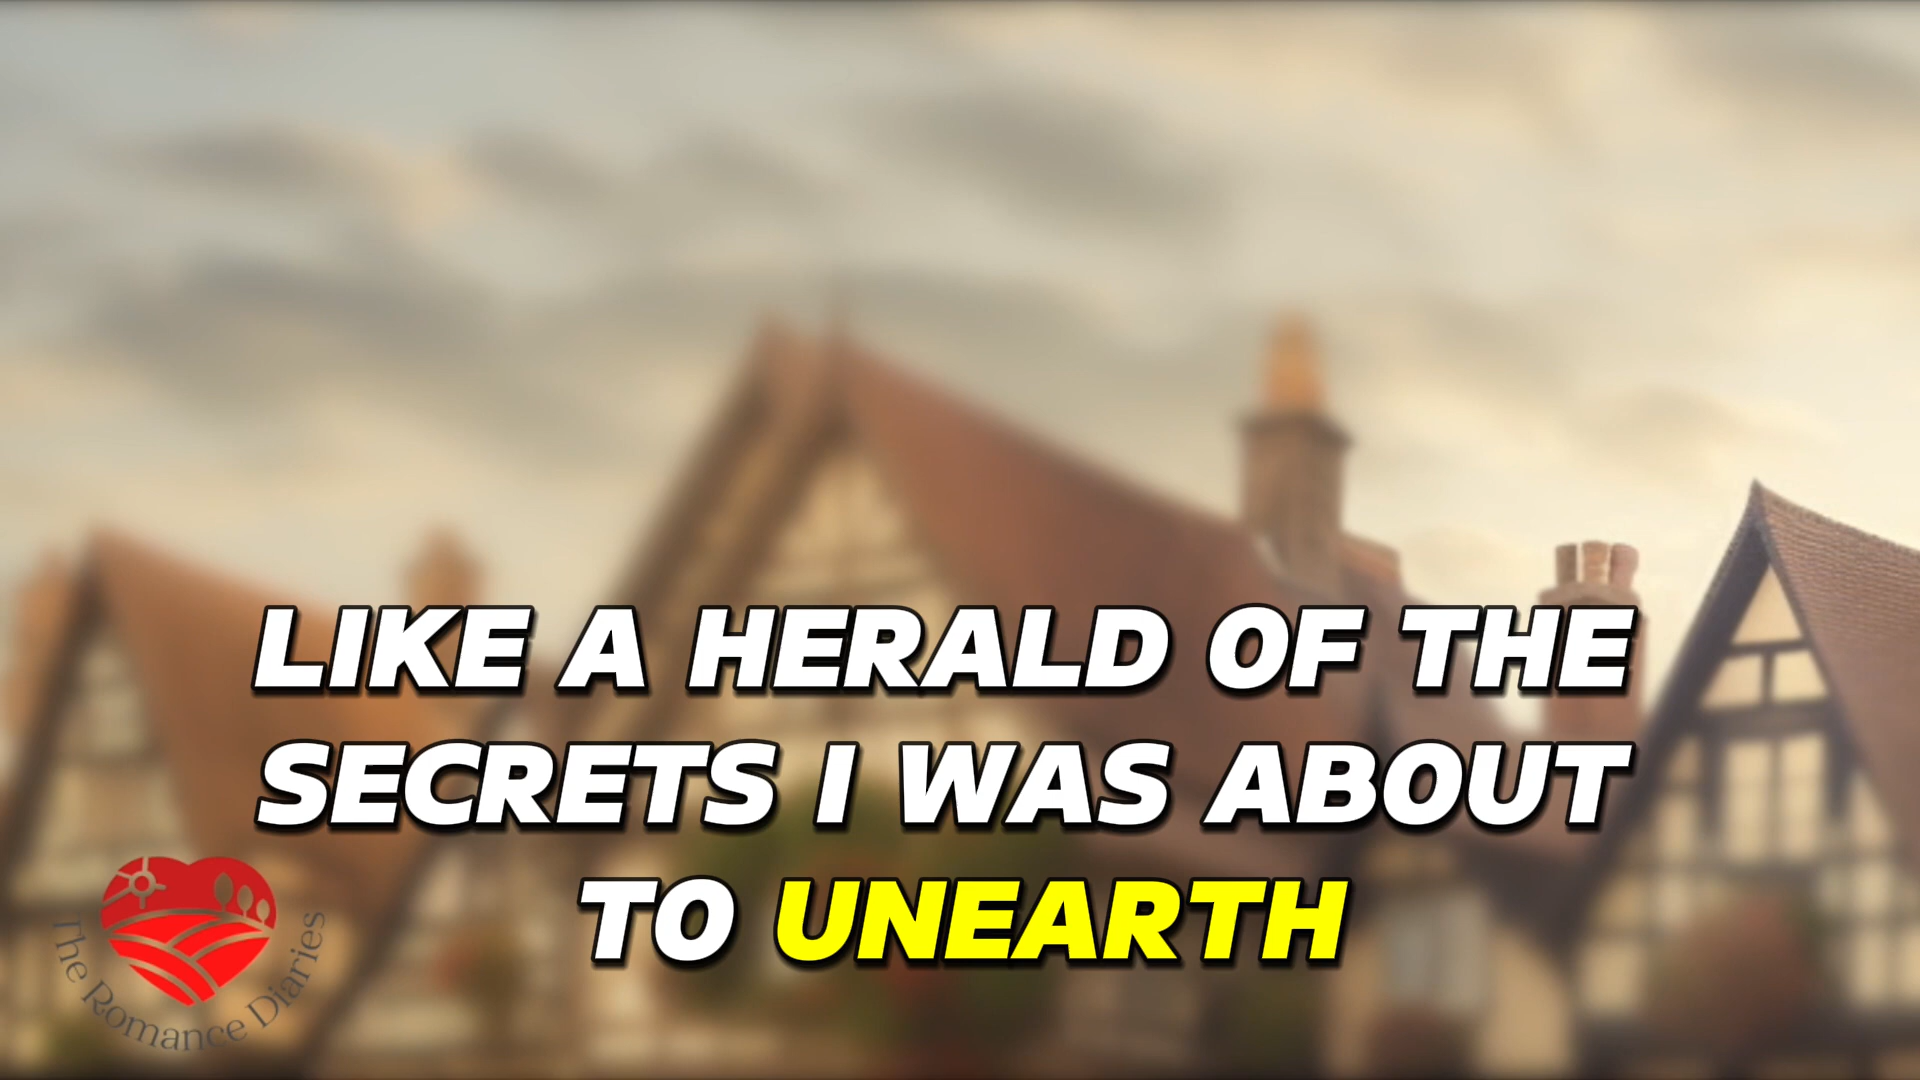 LIKE A HERALD OF THE
SECRETS I WAS ABOUT
TO UNEARTH
The Romance Diaries